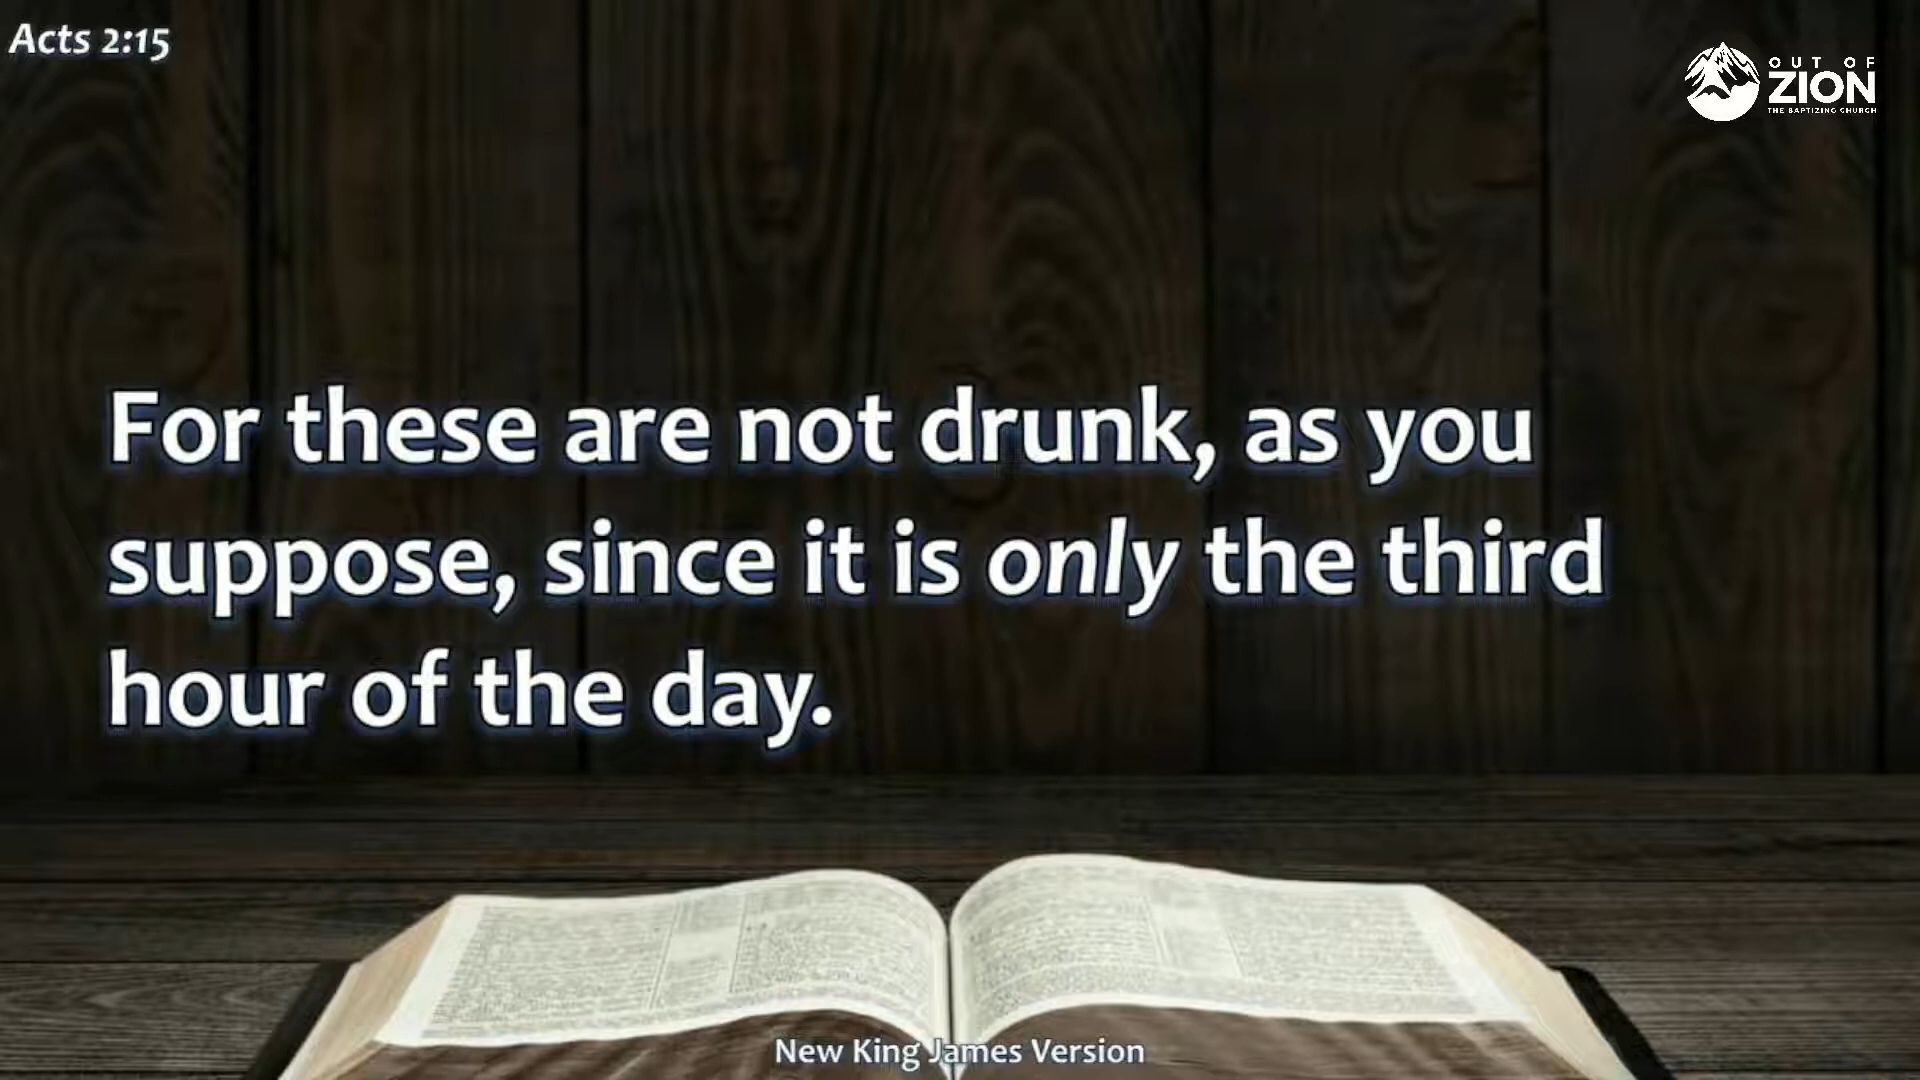 Acts 2:15
OUT OF
ZION
THE BAPTIZING CHURCH
For these are not drunk, as you
suppose, since it is only the third
hour of the day.
New King James Version